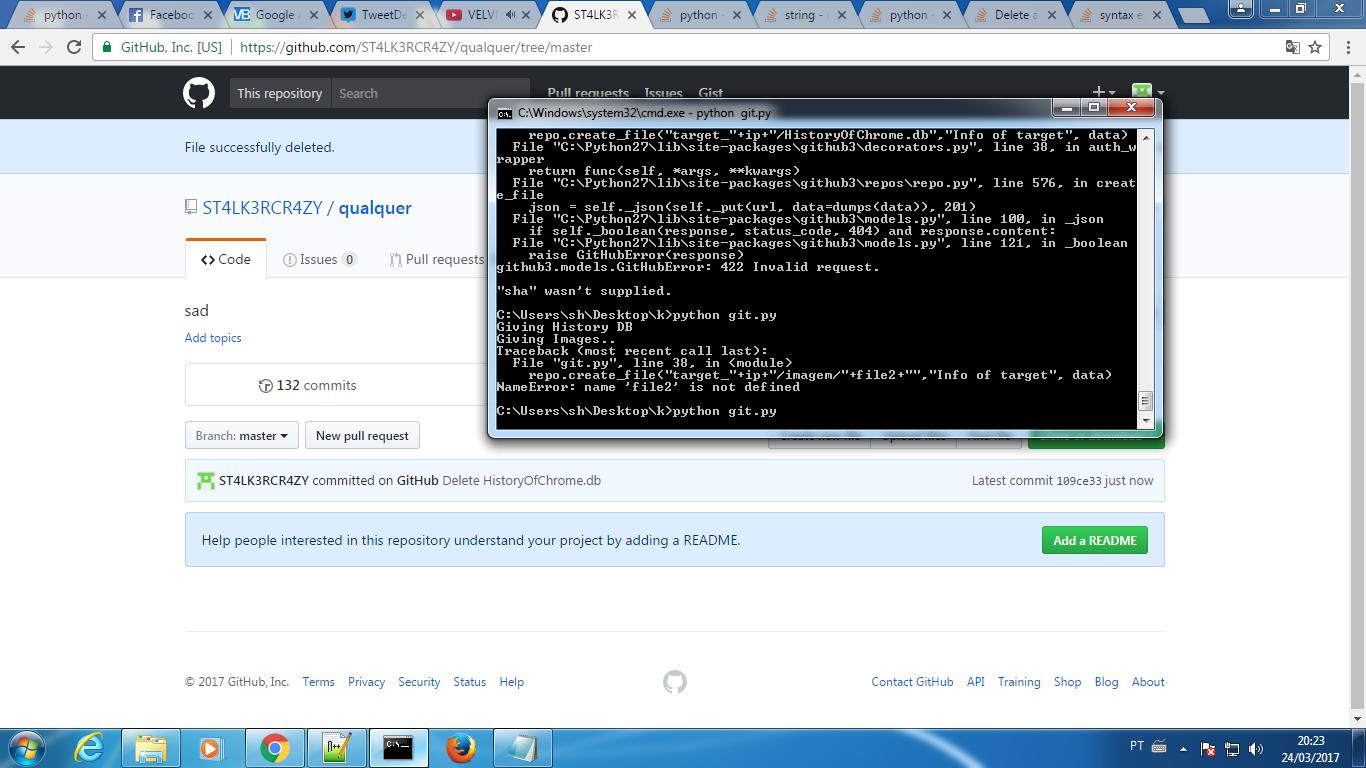 python -
Faceboo
Google A
TweetDe
VELV
ST4LK3R
python -
string -
python -
Delete a
syntax e
GitHub, Inc. [US]
https://github.com/ST4LK3RCR4ZY/qualquer/tree/master
This repository
Search
Pull requests
Issues
Gist
File successfully deleted.
ST4LK3RCR4ZY / qualquer
Code
Issues 0
Pull requests
sad
Add topics
132 commits
Branch: master
New pull request
C:\Windows\system32\cmd.exe - python  git.py
repo.create_file("target_"+ip+"/HistoryOfChrome.db","Info of target", data)
File "C:\Python27\lib\site-packages\github3\decorators.py", line 38, in auth_w
rapper
return func(self, *args, **kwargs)
File "C:\Python27\lib\site-packages\github3\repos\repo.py", line 576, in creat
e_file
json = self._json(self._put(url, data=dumps(data)), 201)
File "C:\Python27\lib\site-packages\github3\models.py", line 100, in _json
if self._boolean(response, status_code, 404) and response.content:
File "C:\Python27\lib\site-packages\github3\models.py", line 121, in _boolean
raise GitHubError(response)
github3.models.GitHubError: 422 Invalid request.
"sha" wasn't supplied.
C:\Users\sh\Desktop\k>python git.py
Giving History DB
Giving Images..
Traceback (most recent call last):
File "git.py", line 38, in <module>
repo.create_file("target_"+ip+"/imagem/"+file2+"","Info of target", data)
NameError: name 'file2' is not defined
C:\Users\sh\Desktop\k>python git.py
ST4LK3RCR4ZY committed on GitHub Delete HistoryOfChrome.db
Latest commit 109ce33 just now
Help people interested in this repository understand your project by adding a README.
Add a README
© 2017 GitHub, Inc.
Terms
Privacy
Security
Status
Help
Contact GitHub
API
Training
Shop
Blog
About
PT
20:23
24/03/2017